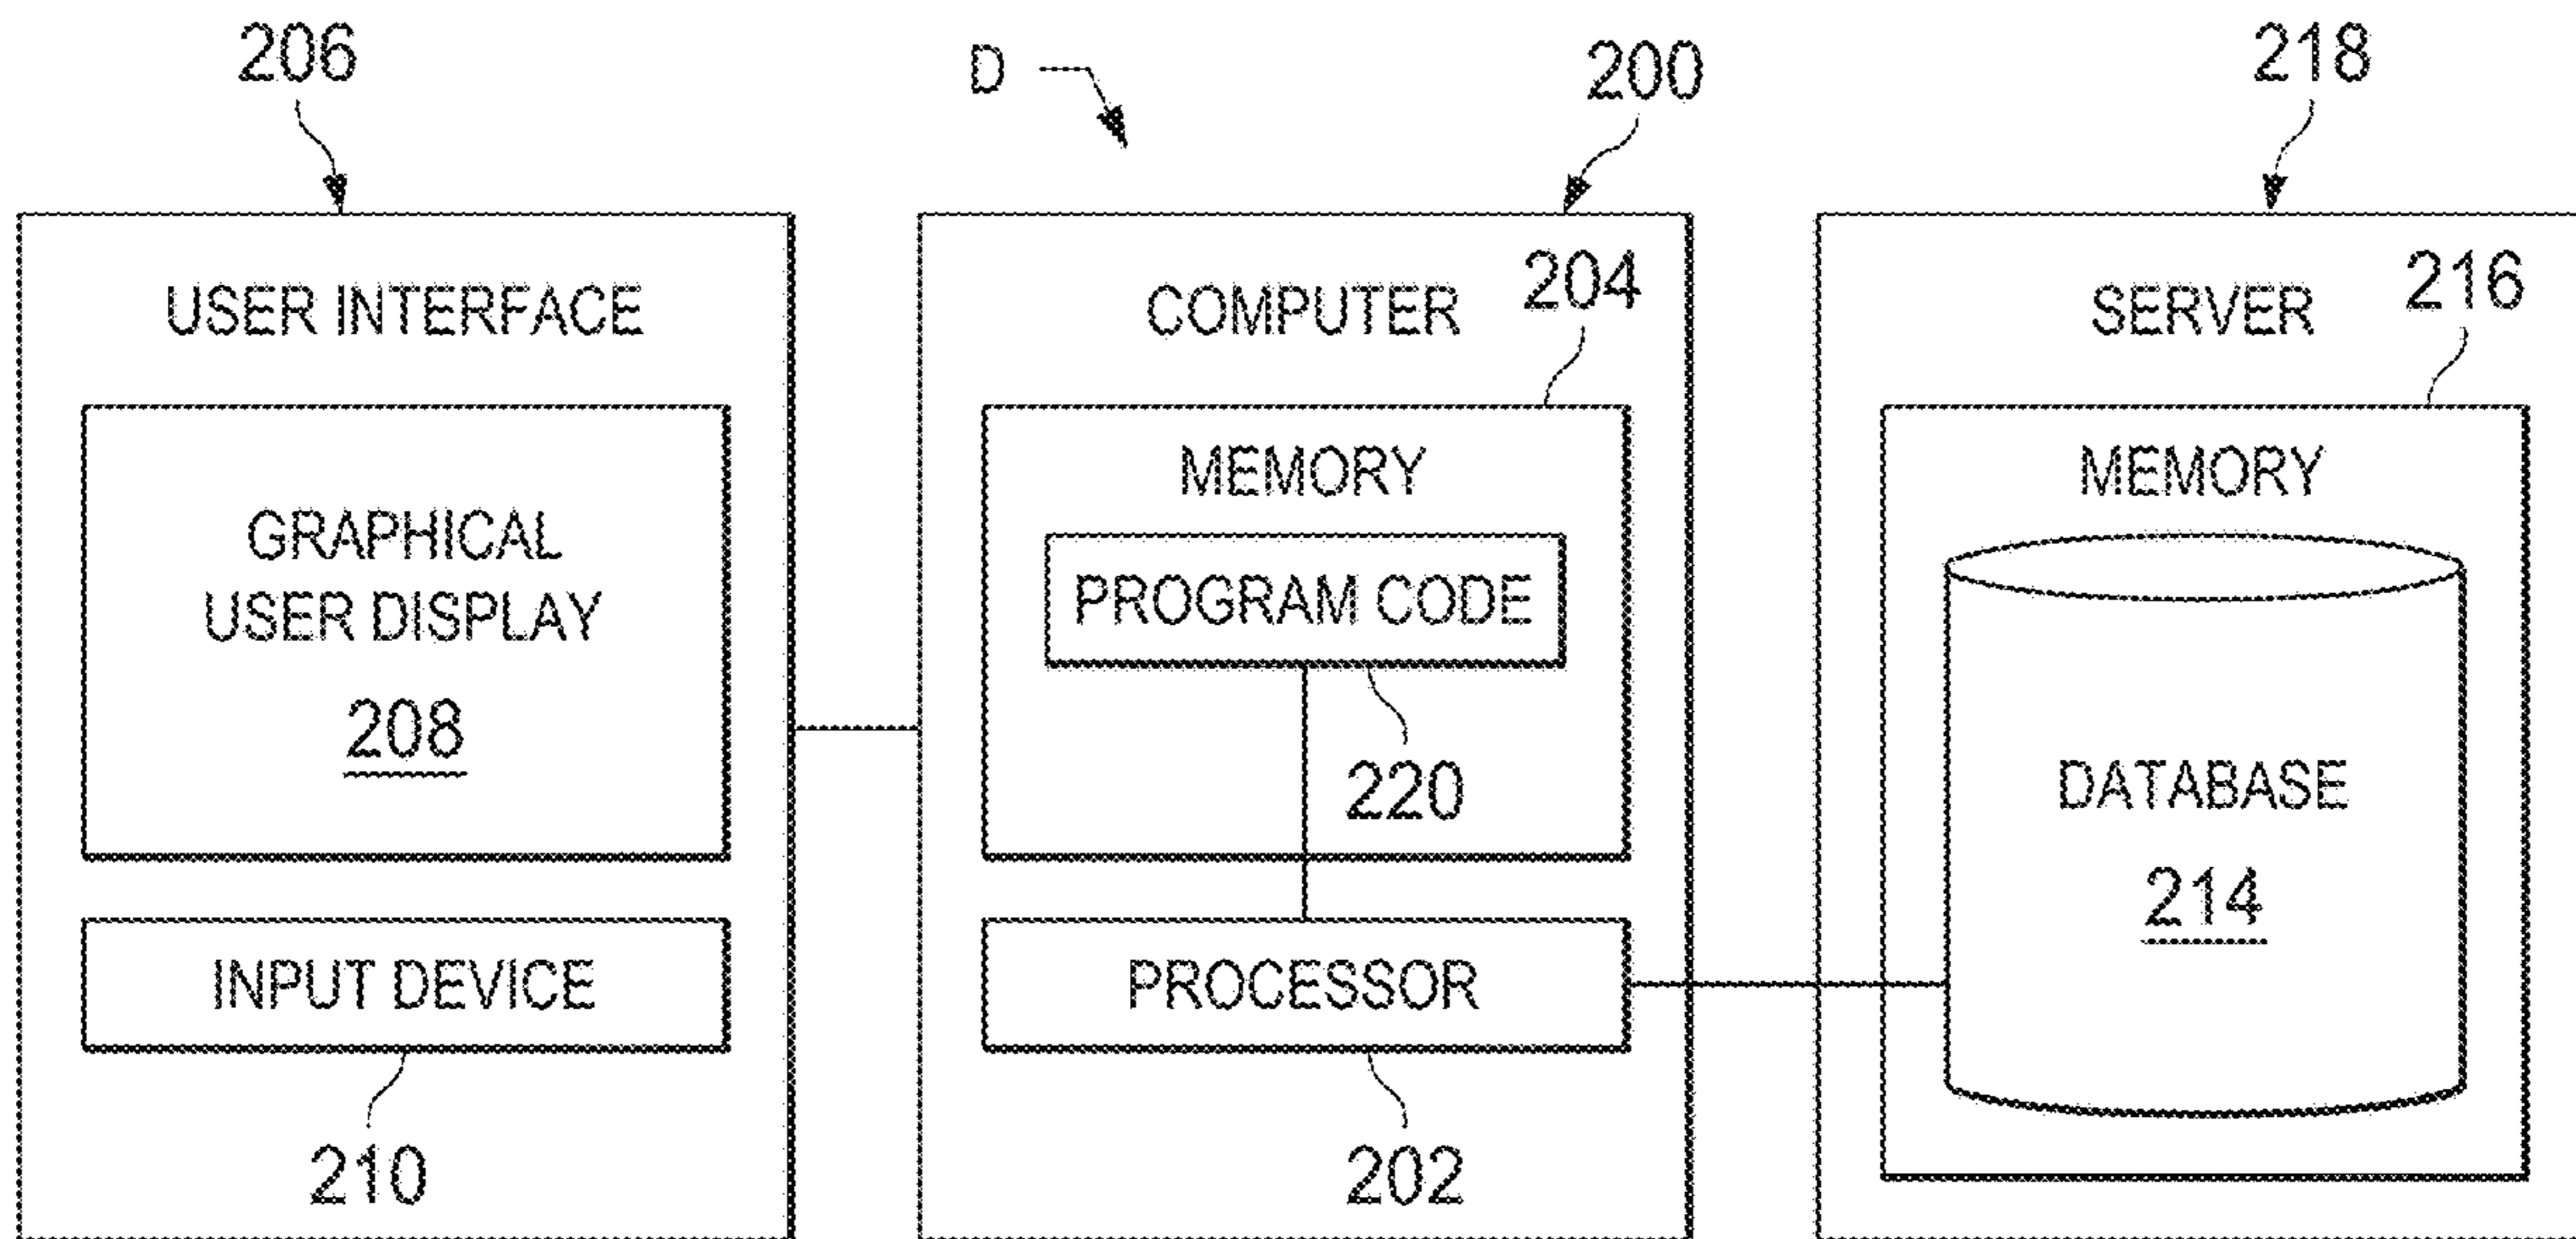 206
D
200
218
USER INTERFACE
GRAPHICAL
USER DISPLAY
208
INPUT DEVICE
210
COMPUTER
204
MEMORY
PROGRAM CODE
220
PROCESSOR
202
SERVER
216
MEMORY
DATABASE
214